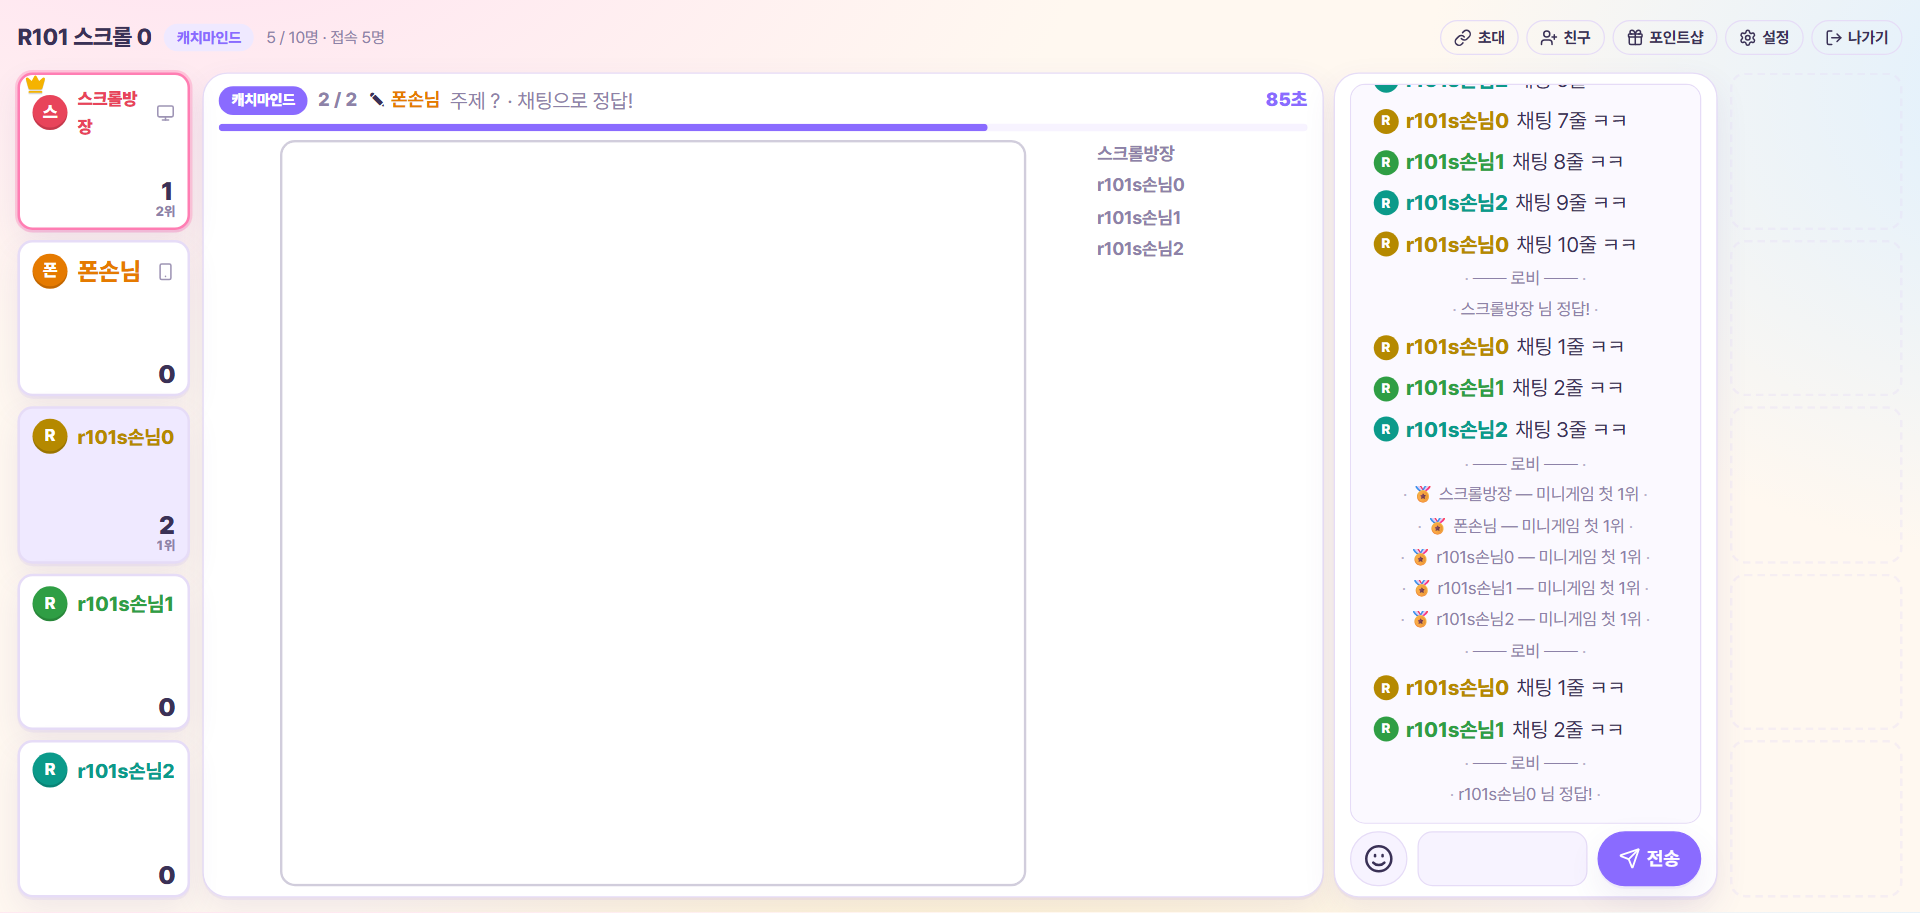 R101 스크롤 0 캐치마인드 5 / 10명 · 접속 5명
초대 친구 포인트샵 설정 나가기
스 스크롤방장
1
2위
폰 폰손님
0
R r101s손님0
2
1위
R r101s손님1
0
R r101s손님2
0
캐치마인드 2 / 2 폰손님 주제 ? · 채팅으로 정답! 85초
스크롤방장
r101s손님0
r101s손님1
r101s손님2
R r101s손님0 채팅 7줄 ㅋㅋ
R r101s손님1 채팅 8줄 ㅋㅋ
R r101s손님2 채팅 9줄 ㅋㅋ
R r101s손님0 채팅 10줄 ㅋㅋ
· —— 로비 —— ·
· 스크롤방장 님 정답! ·
R r101s손님0 채팅 1줄 ㅋㅋ
R r101s손님1 채팅 2줄 ㅋㅋ
R r101s손님2 채팅 3줄 ㅋㅋ
· —— 로비 —— ·
· 🏅 스크롤방장 — 미니게임 첫 1위 ·
· 🏅 폰손님 — 미니게임 첫 1위 ·
· 🏅 r101s손님0 — 미니게임 첫 1위 ·
· 🏅 r101s손님1 — 미니게임 첫 1위 ·
· 🏅 r101s손님2 — 미니게임 첫 1위 ·
· —— 로비 —— ·
R r101s손님0 채팅 1줄 ㅋㅋ
R r101s손님1 채팅 2줄 ㅋㅋ
· —— 로비 —— ·
· r101s손님0 님 정답! ·
전송